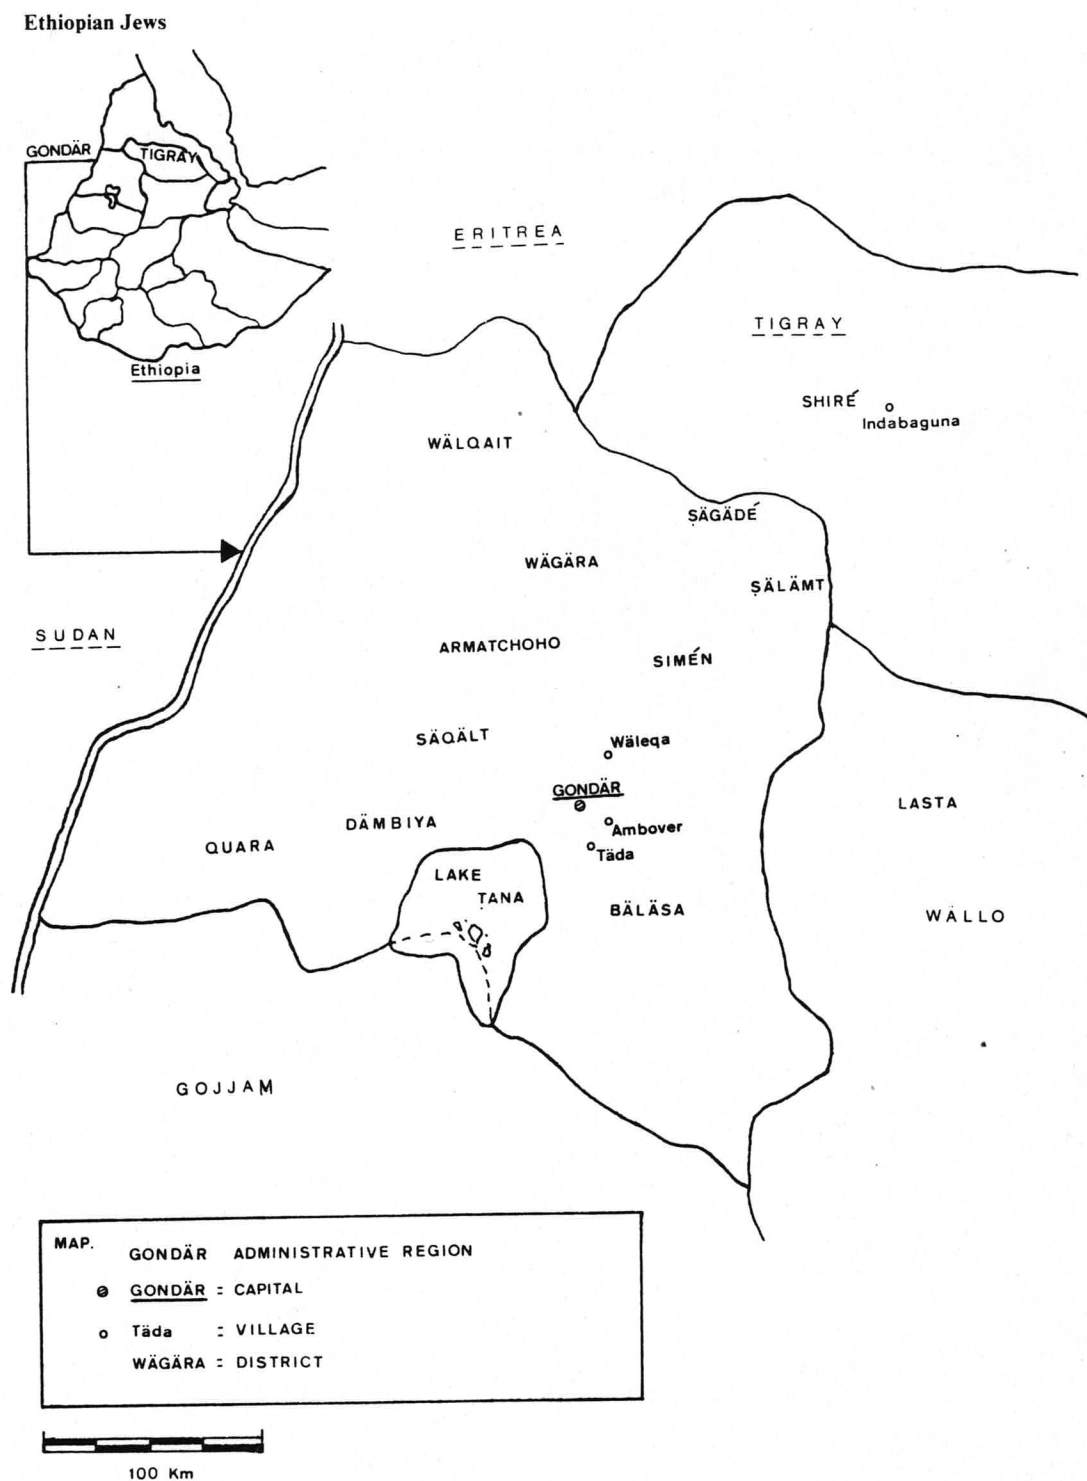 Ethiopian Jews
GONDÄR
TIGRAY
Ethiopia
ERITREA
TIGRAY
SHIRÉ
Indabaguna
WÄLQAIT
ṢÄGÄDÉ
WÄGÄRA
ṢÄLÄMT
SUDAN
ARMATCHOHO
SIMÉN
SÄQÄLT
Wäleqa
GONDÄR
LASTA
DÄMBIYA
Ambover
QUARA
Täda
LAKE
ṬANA
BÄLÄSA
WÄLLO
GOJJAM
MAP.
GONDÄR ADMINISTRATIVE REGION
GONDÄR : CAPITAL
Täda : VILLAGE
WÄGÄRA : DISTRICT
100 Km